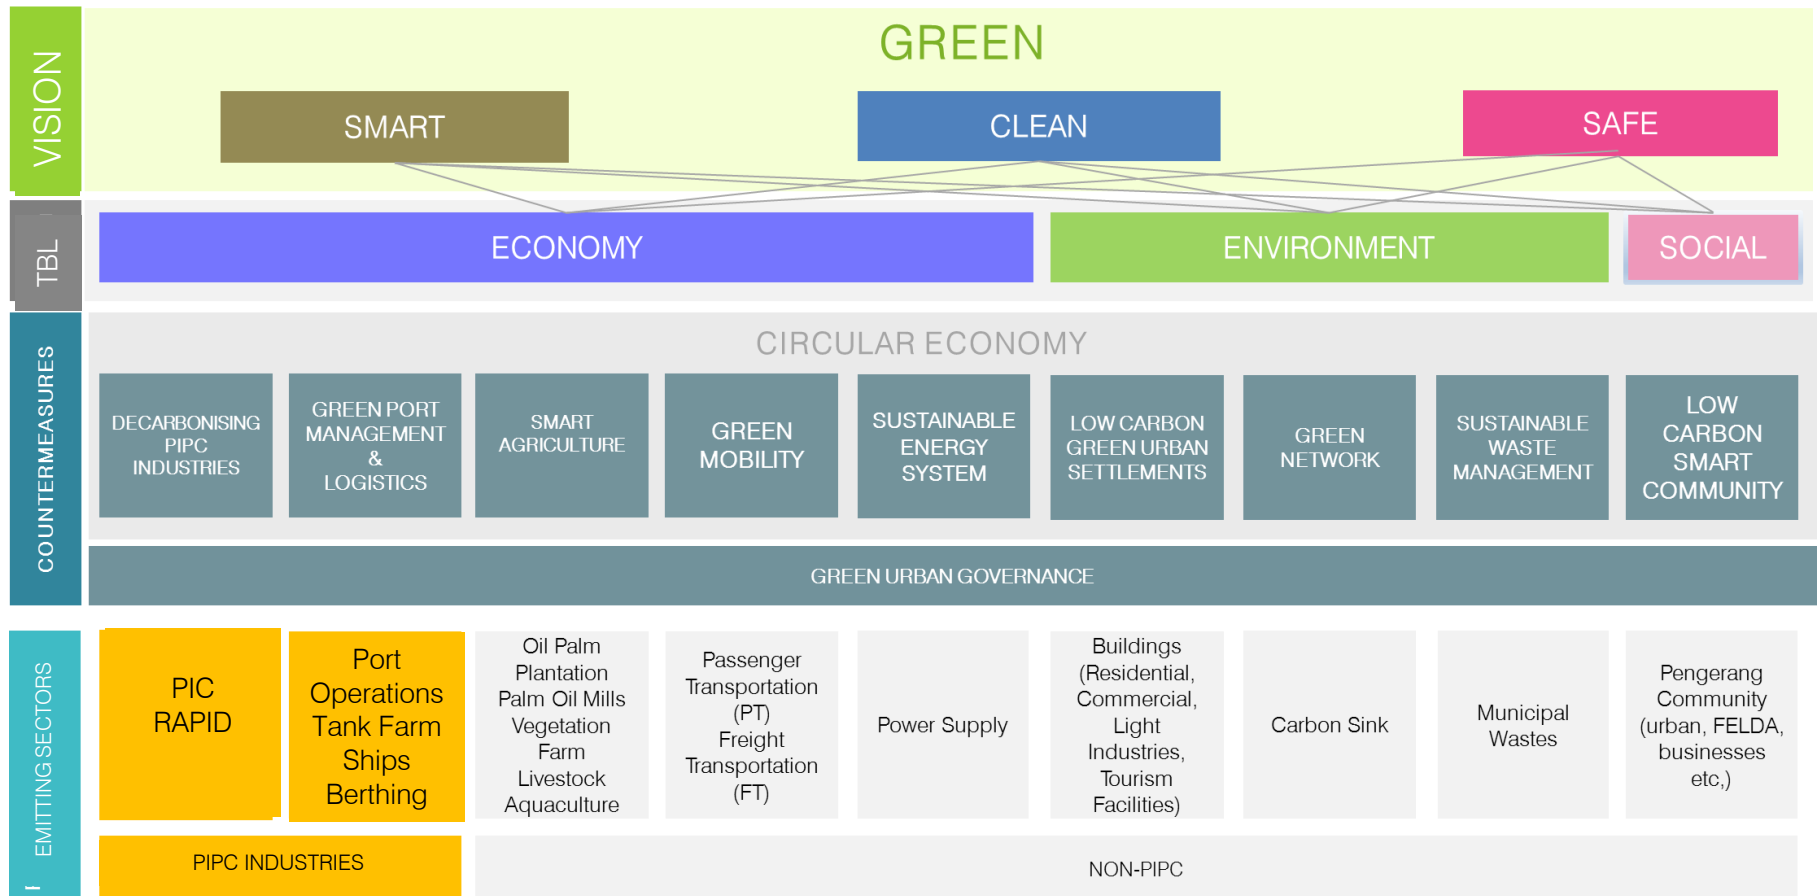 VISION
GREEN
SMART
CLEAN
SAFE
TBL
ECONOMY
ENVIRONMENT
SOCIAL
COUNTERMEASURES
CIRCULAR ECONOMY
DECARBONISING
PIPC
INDUSTRIES
GREEN PORT
MANAGEMENT
&
LOGISTICS
SMART
AGRICULTURE
GREEN
MOBILITY
SUSTAINABLE
ENERGY
SYSTEM
LOW CARBON
GREEN URBAN
SETTLEMENTS
GREEN
NETWORK
SUSTAINABLE
WASTE
MANAGEMENT
LOW
CARBON
SMART
COMMUNITY
GREEN URBAN GOVERNANCE
EMITTING SECTORS
PIC
RAPID
Port
Operations
Tank Farm
Ships
Berthing
Oil Palm
Plantation
Palm Oil Mills
Vegetation
Farm
Livestock
Aquaculture
Passenger
Transportation
(PT)
Freight
Transportation
(FT)
Power Supply
Buildings
(Residential,
Commercial,
Light
Industries,
Tourism
Facilities)
Carbon Sink
Municipal
Wastes
Pengerang
Community
(urban, FELDA,
businesses
etc,)
PIPC INDUSTRIES
NON-PIPC